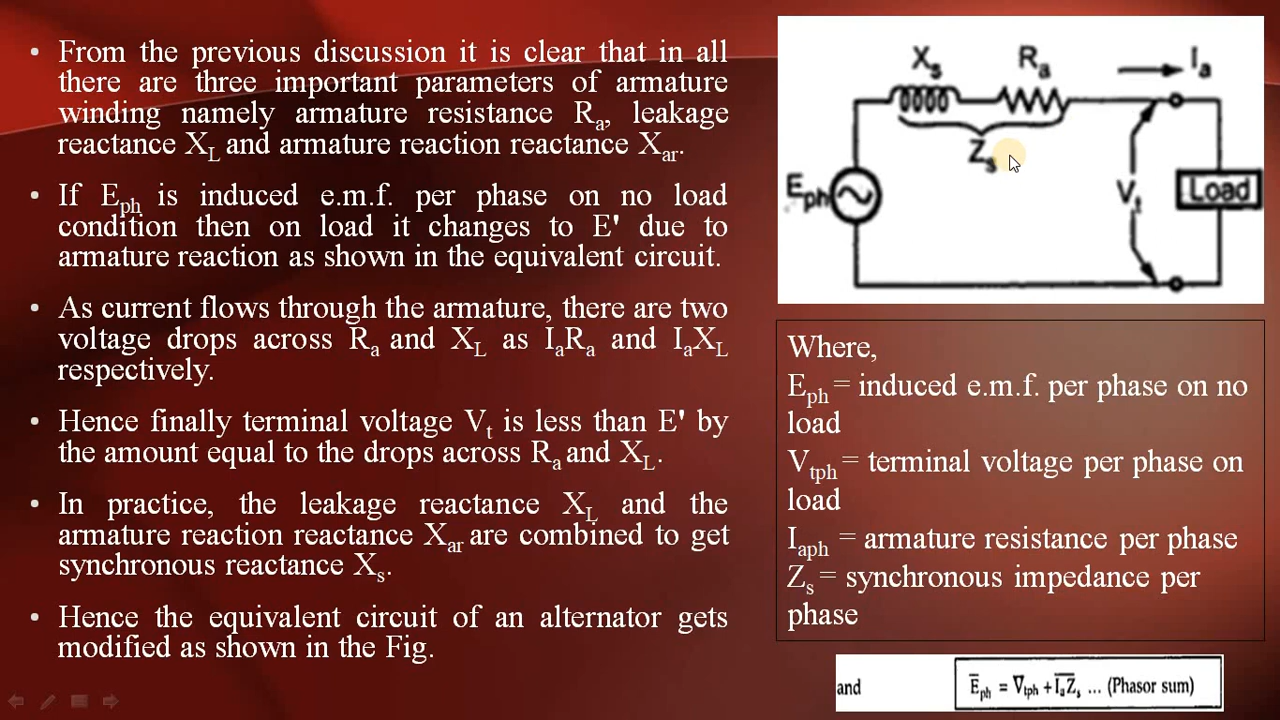 • From the previous discussion it is clear that in all
there are three important parameters of armature
winding namely armature resistance Ra, leakage
reactance XL and armature reaction reactance Xar.
• If Eph is induced e.m.f. per phase on no load
condition then on load it changes to E' due to
armature reaction as shown in the equivalent circuit.
• As current flows through the armature, there are two
voltage drops across Ra and XL as IaRa and IaXL
respectively.
• Hence finally terminal voltage Vt is less than E' by
the amount equal to the drops across Ra and XL.
• In practice, the leakage reactance XL and the
armature reaction reactance Xar are combined to get
synchronous reactance Xs.
• Hence the equivalent circuit of an alternator gets
modified as shown in the Fig.
Xs Ra Ia
Zs
Eph Vt Load
Where,
Eph = induced e.m.f. per phase on no
load
Vtph = terminal voltage per phase on
load
Iaph = armature resistance per phase
Zs = synchronous impedance per
phase
and E̅ph = V̅tph + I̅aZ̅s ... (Phasor sum)